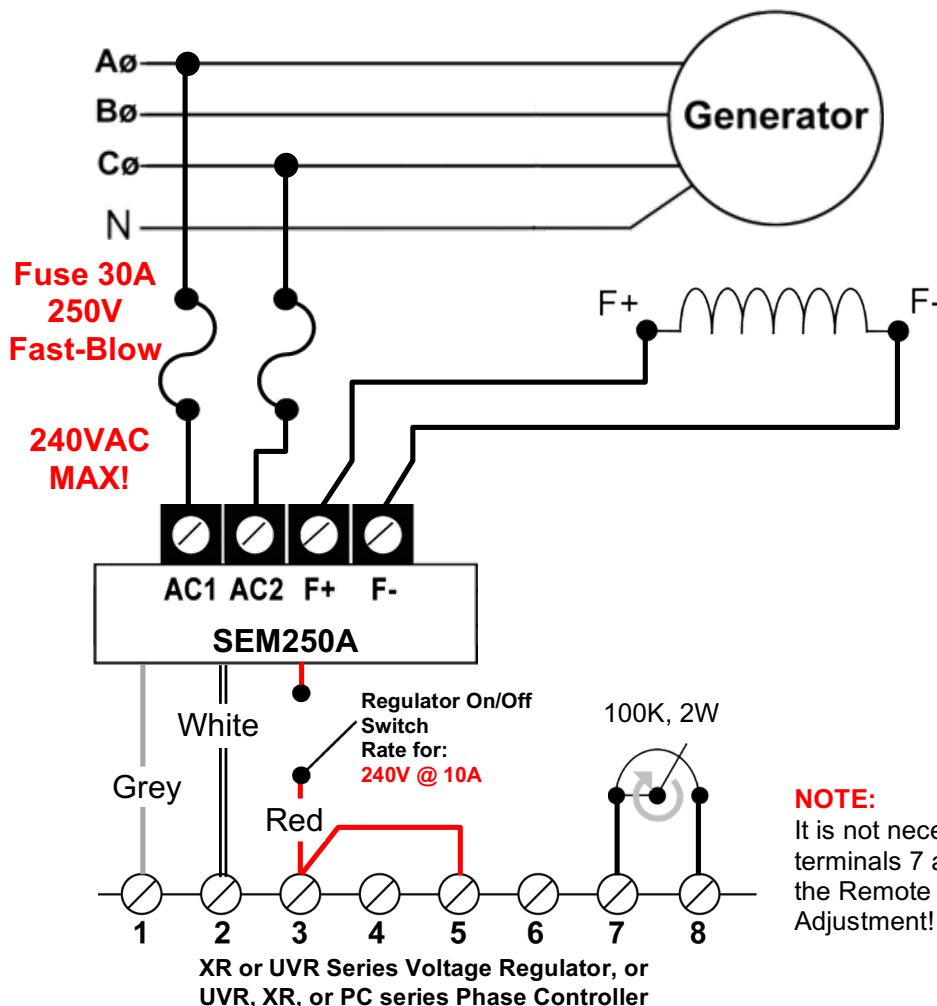 Aø
Bø
Cø
N
Generator
Fuse 30A
250V
Fast-Blow
240VAC
MAX!
F+
F-
AC1 AC2 F+ F-
SEM250A
Grey
White
Red
Regulator On/Off
Switch
Rate for:
240V @ 10A
100K, 2W
NOTE:
It is not nece
terminals 7 a
the Remote
Adjustment!
1 2 3 4 5 6 7 8
XR or UVR Series Voltage Regulator, or
UVR, XR, or PC series Phase Controller